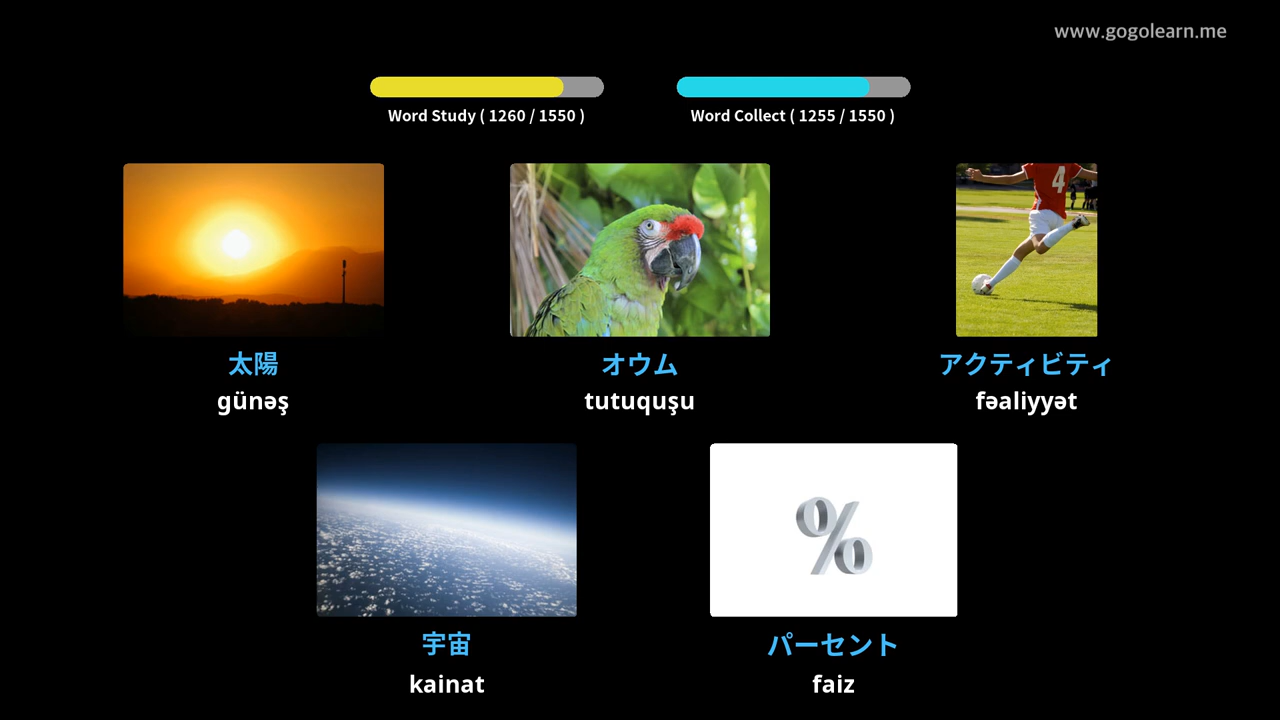 www.gogolearn.me
Word Study ( 1260 / 1550 )
Word Collect ( 1255 / 1550 )
4
太陽
günəş
オウム
tutuquşu
アクティビティ
fəaliyyət
%
宇宙
kainat
パーセント
faiz